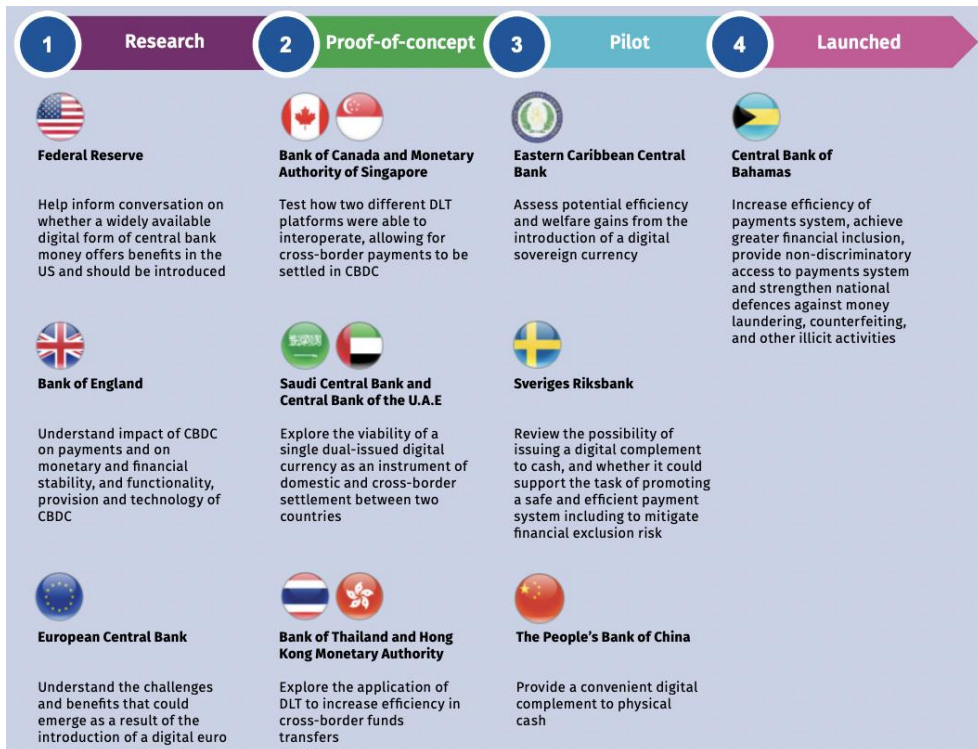 1 Research
2 Proof-of-concept
3 Pilot
4 Launched
Federal Reserve
Help inform conversation on
whether a widely available
digital form of central bank
money offers benefits in the
US and should be introduced
Bank of England
Understand impact of CBDC
on payments and on
monetary and financial
stability, and functionality,
provision and technology of
CBDC
European Central Bank
Understand the challenges
and benefits that could
emerge as a result of the
introduction of a digital euro
Bank of Canada and Monetary
Authority of Singapore
Test how two different DLT
platforms were able to
interoperate, allowing for
cross-border payments to be
settled in CBDC
Saudi Central Bank and
Central Bank of the U.A.E
Explore the viability of a
single dual-issued digital
currency as an instrument of
domestic and cross-border
settlement between two
countries
Bank of Thailand and Hong
Kong Monetary Authority
Explore the application of
DLT to increase efficiency in
cross-border funds
transfers
Eastern Caribbean Central
Bank
Assess potential efficiency
and welfare gains from the
introduction of a digital
sovereign currency
Sveriges Riksbank
Review the possibility of
issuing a digital complement
to cash, and whether it could
support the task of promoting
a safe and efficient payment
system including to mitigate
financial exclusion risk
The People's Bank of China
Provide a convenient digital
complement to physical
cash
Central Bank of
Bahamas
Increase efficiency of
payments system, achieve
greater financial inclusion,
provide non-discriminatory
access to payments system
and strengthen national
defences against money
laundering, counterfeiting,
and other illicit activities